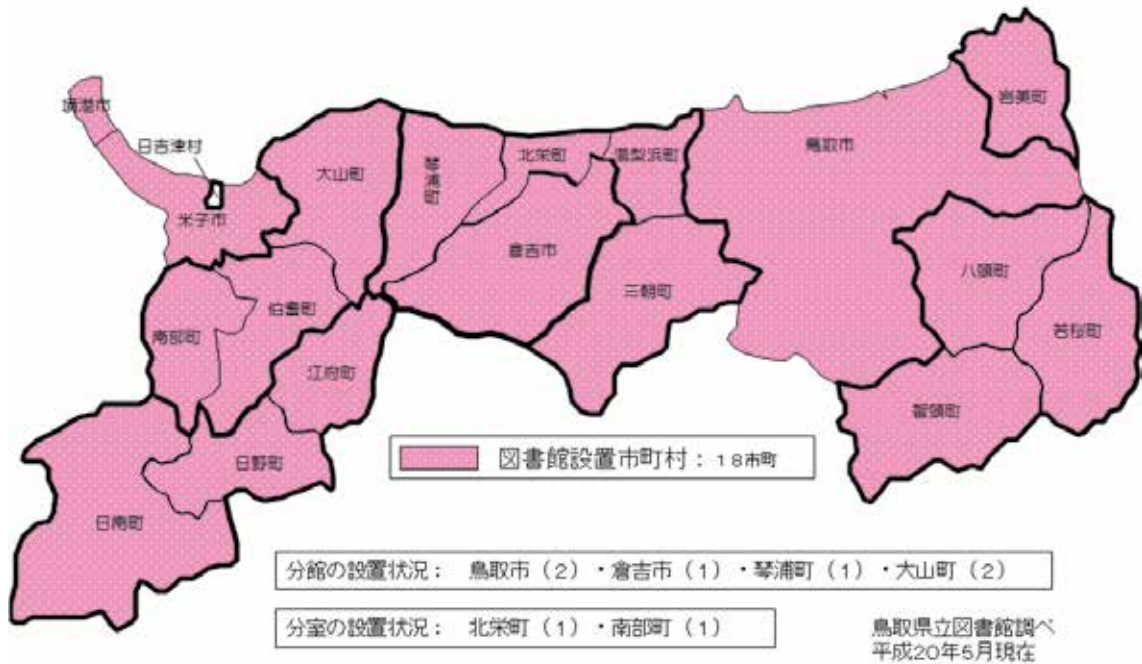 境港市
日吉津村
米子市
大山町
琴浦町
北栄町
湯梨浜町
鳥取市
岩美町
倉吉市
三朝町
八頭町
若桜町
智頭町
南部町
伯耆町
江府町
日野町
日南町
図書館設置市町村：18市町
分館の設置状況： 鳥取市（2）・倉吉市（1）・琴浦町（1）・大山町（2）
分室の設置状況： 北栄町（1）・南部町（1）
鳥取県立図書館調べ
平成20年5月現在